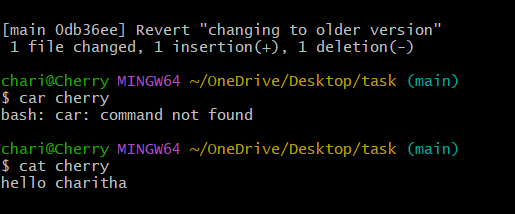 [main 0db36ee] Revert "changing to older version"
 1 file changed, 1 insertion(+), 1 deletion(-)
chari@Cherry MINGW64 ~/OneDrive/Desktop/task (main)
$ car cherry
bash: car: command not found
chari@Cherry MINGW64 ~/OneDrive/Desktop/task (main)
$ cat cherry
hello charitha